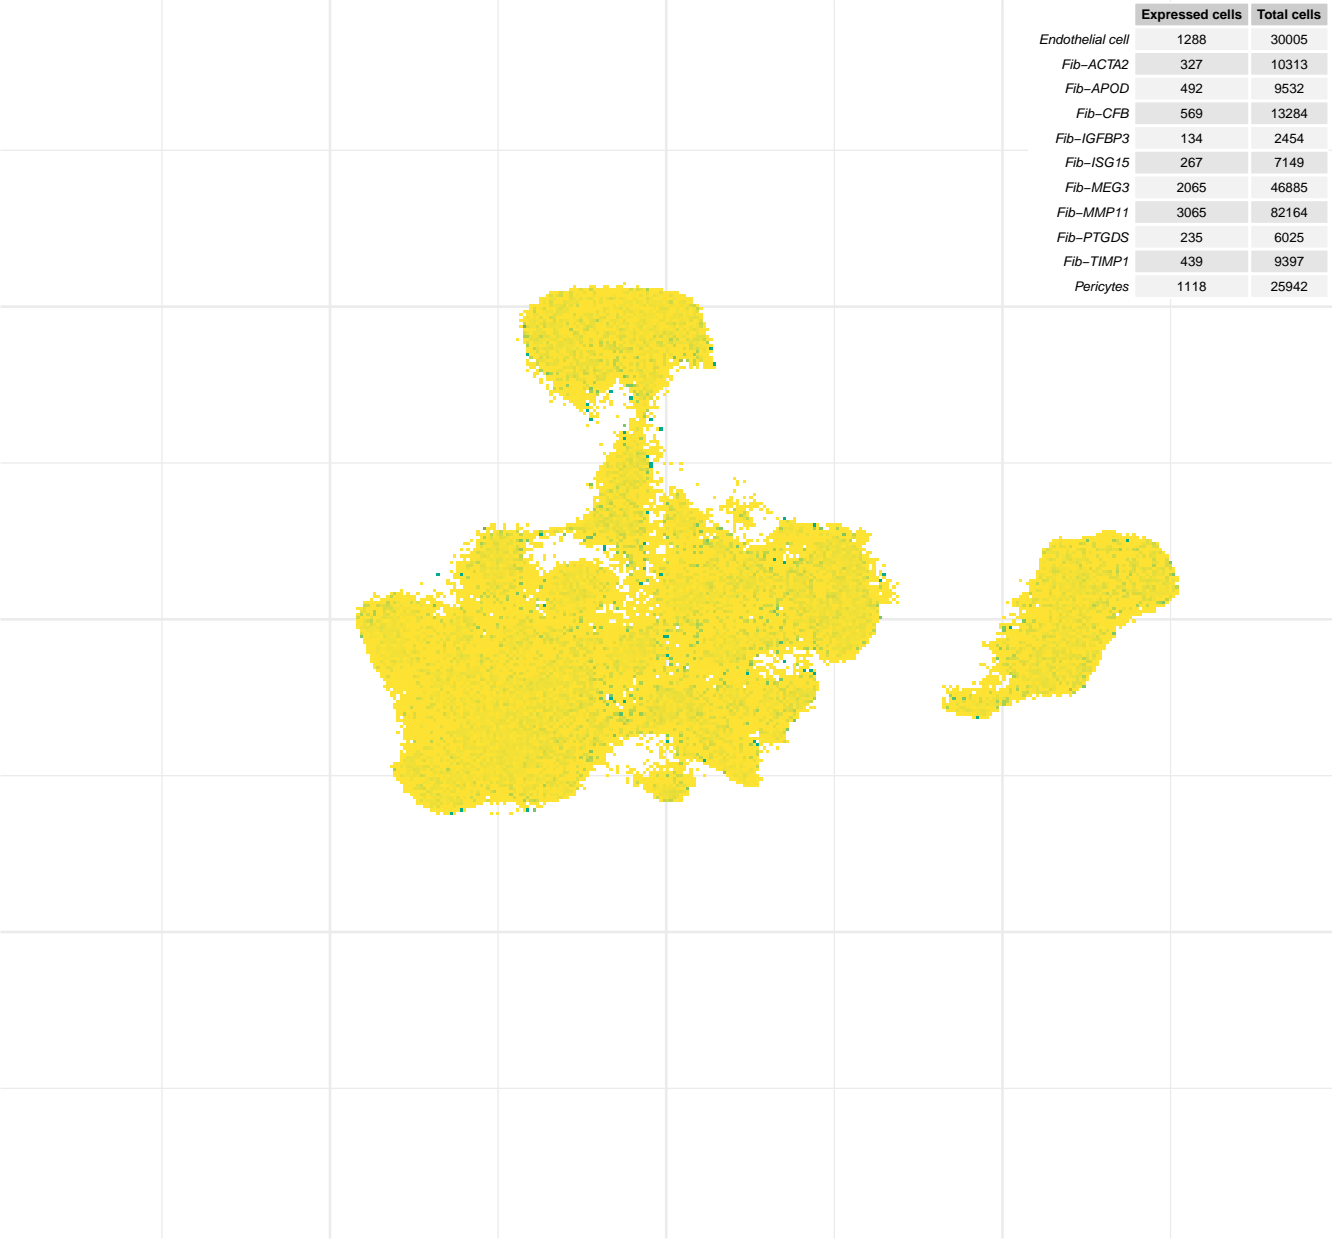 Expressed cells Total cells
Endothelial cell 1288 30005
Fib−ACTA2 327 10313
Fib−APOD 492 9532
Fib−CFB 569 13284
Fib−IGFBP3 134 2454
Fib−ISG15 267 7149
Fib−MEG3 2065 46885
Fib−MMP11 3065 82164
Fib−PTGDS 235 6025
Fib−TIMP1 439 9397
Pericytes 1118 25942